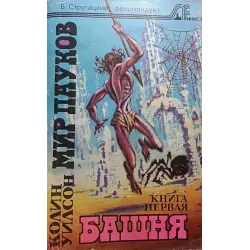 Б. Стругацкий рекомендует
КОЛИН
УИЛСОН
МИР ПАУКОВ
КНИГА
ПЕРВАЯ
БАШНЯ